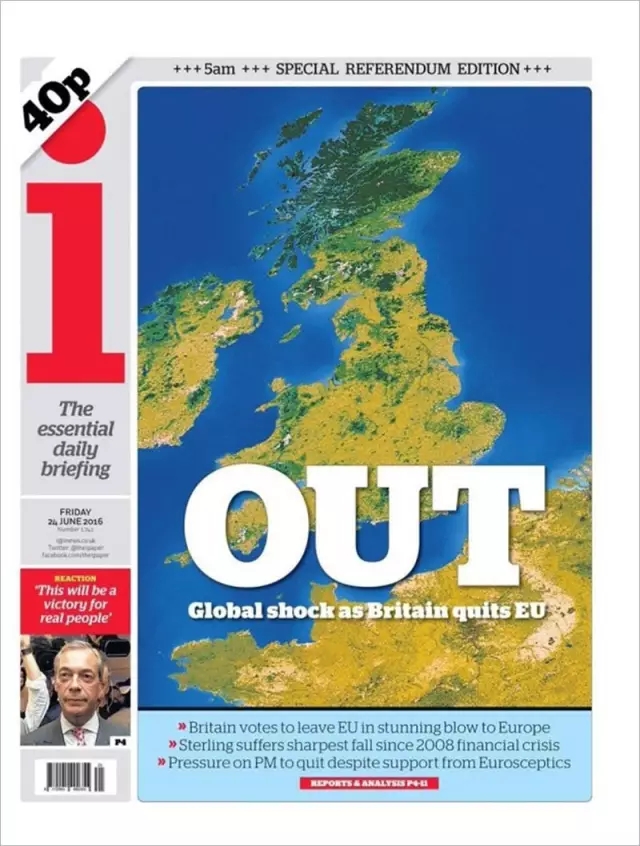 +++ 5am +++ SPECIAL REFERENDUM EDITION +++
40p
i
The
essential
daily
briefing
FRIDAY
24 JUNE 2016
REACTION
'This will be a
victory for
real people'
OUT
Global shock as Britain quits EU
» Britain votes to leave EU in stunning blow to Europe
» Sterling suffers sharpest fall since 2008 financial crisis
» Pressure on PM to quit despite support from Eurosceptics
REPORTS & ANALYSIS P4-11